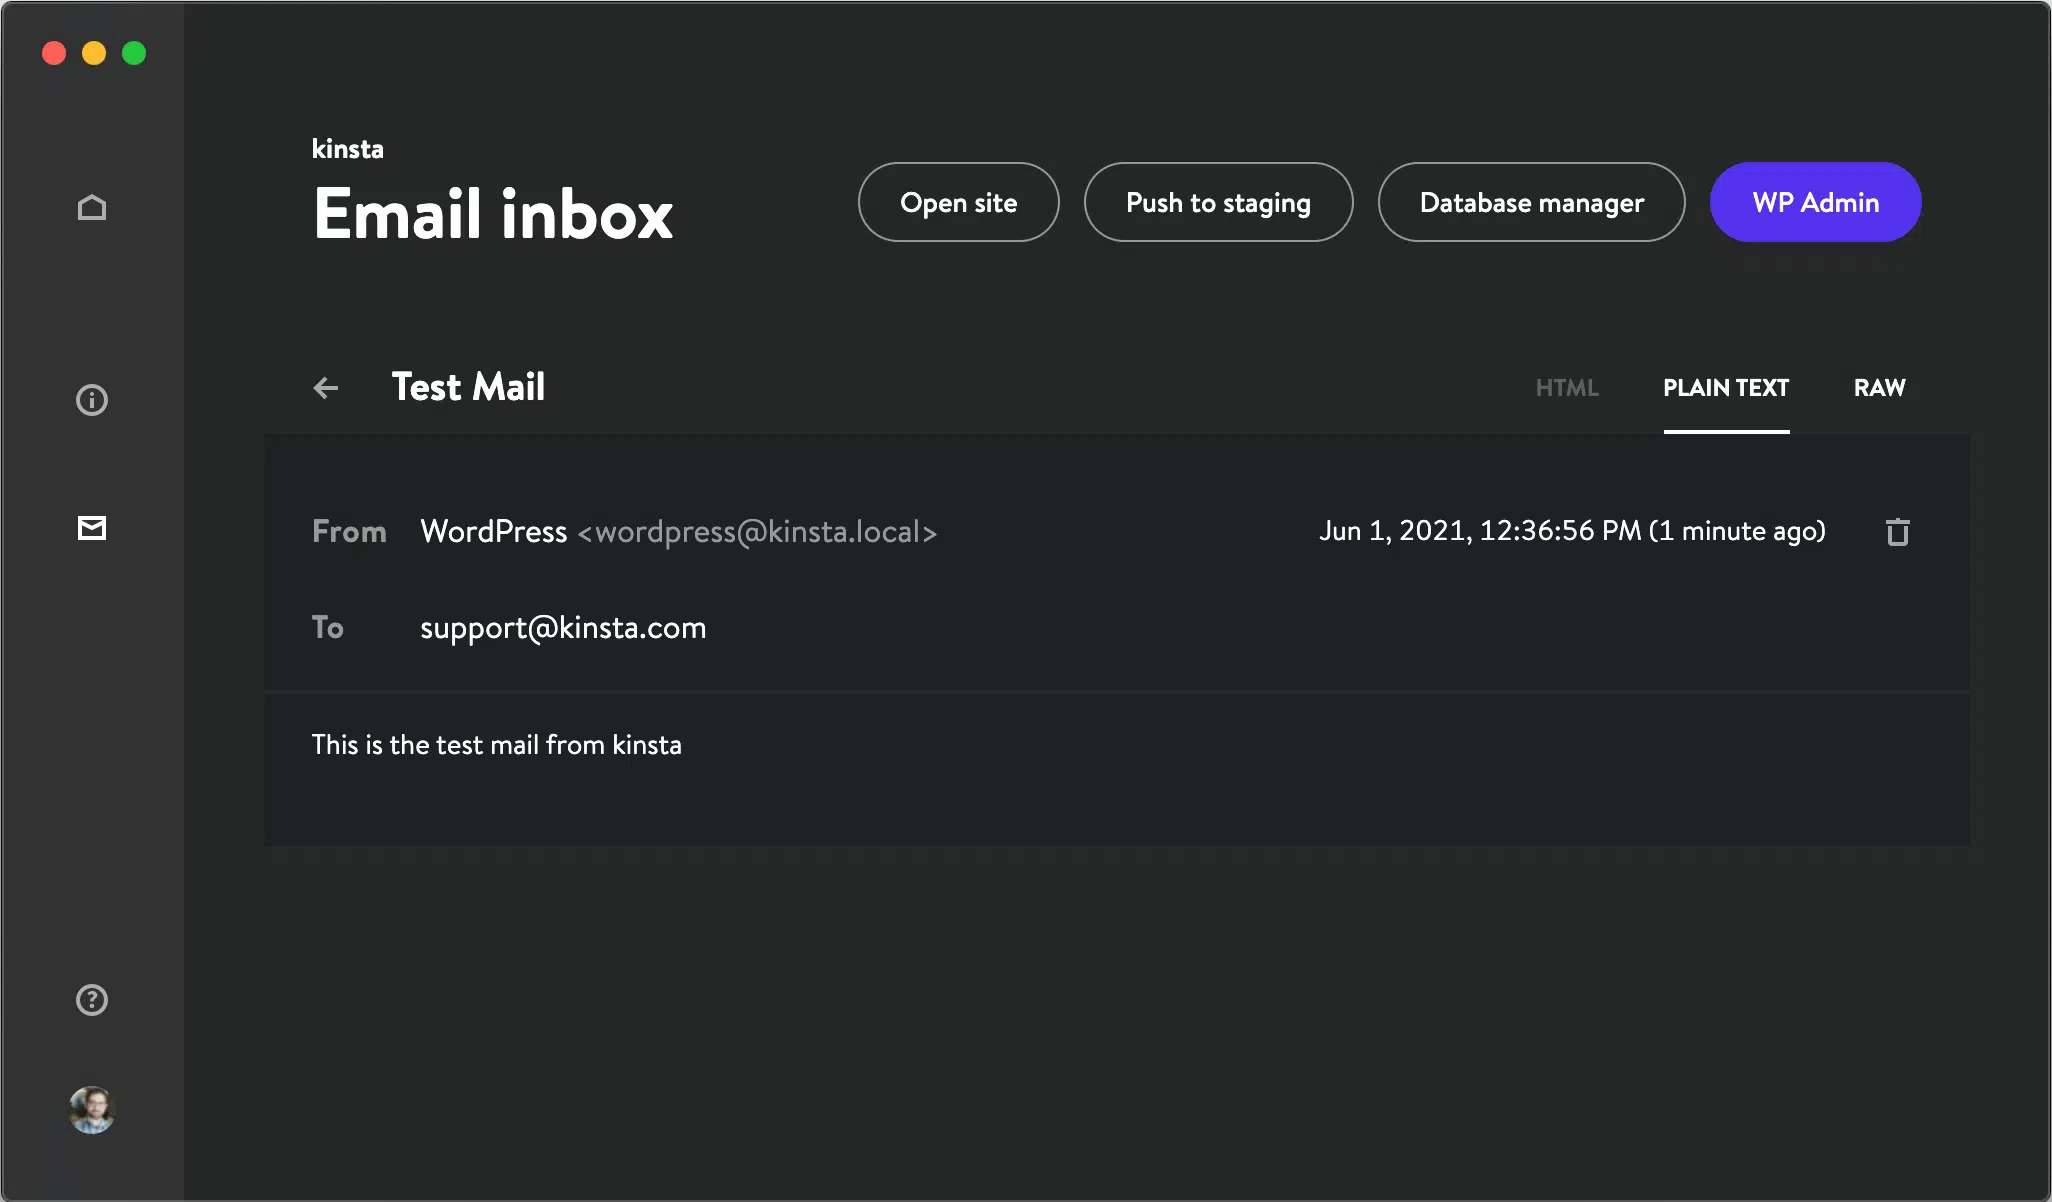 kinsta
Email inbox
Open site
Push to staging
Database manager
WP Admin
Test Mail
HTML
PLAIN TEXT
RAW
From WordPress <wordpress@kinsta.local>
Jun 1, 2021, 12:36:56 PM (1 minute ago)
To support@kinsta.com
This is the test mail from kinsta